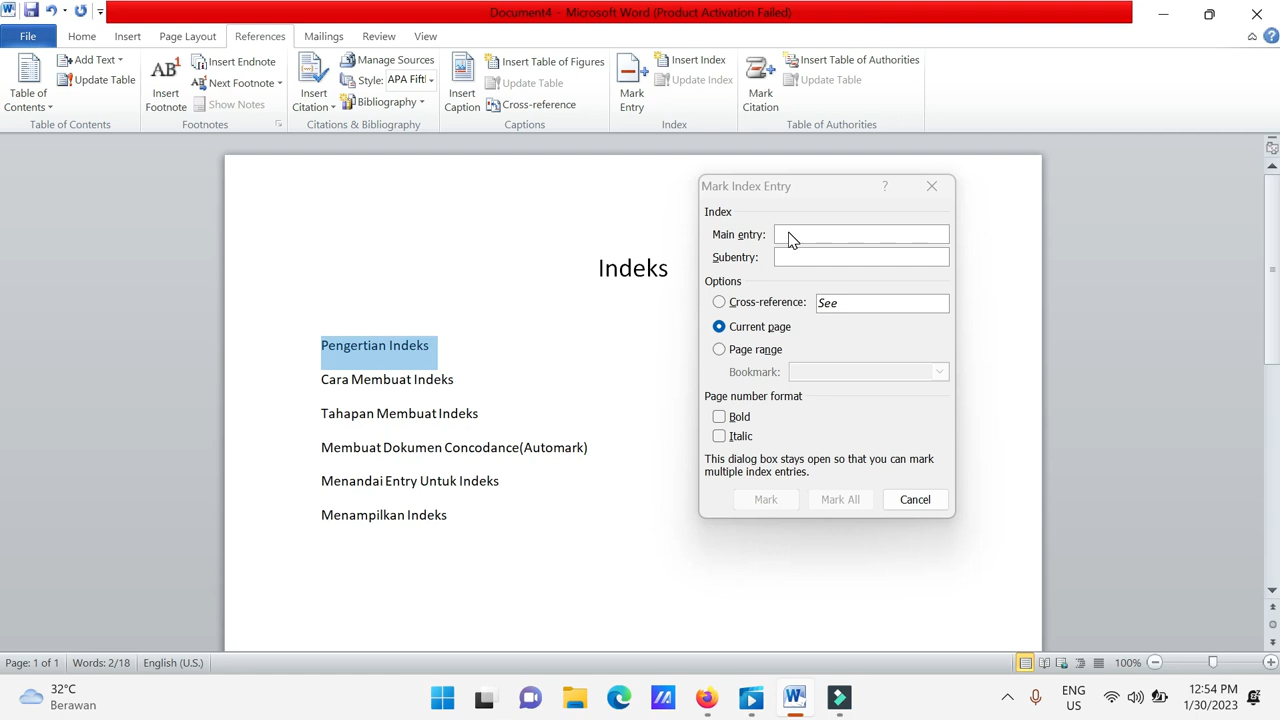 Document4 - Microsoft Word (Product Activation Failed)
File Home Insert Page Layout References Mailings Review View
Table of Contents
Add Text
Update Table
Table of Contents
Insert Footnote
Insert Endnote
Next Footnote
Show Notes
Footnotes
Insert Citation
Manage Sources
Style: APA Fift
Bibliography
Citations & Bibliography
Insert Caption
Insert Table of Figures
Update Table
Cross-reference
Captions
Mark Entry
Insert Index
Update Index
Index
Mark Citation
Insert Table of Authorities
Update Table
Table of Authorities
Indeks
Pengertian Indeks
Cara Membuat Indeks
Tahapan Membuat Indeks
Membuat Dokumen Concodance(Automark)
Menandai Entry Untuk Indeks
Menampilkan Indeks
Mark Index Entry
Index
Main entry:
Subentry:
Options
Cross-reference: See
Current page
Page range
Bookmark:
Page number format
Bold
Italic
This dialog box stays open so that you can mark
multiple index entries.
Mark Mark All Cancel
Page: 1 of 1 Words: 2/18 English (U.S.) 100%
32°C
Berawan
ENG
US
12:54 PM
1/30/2023